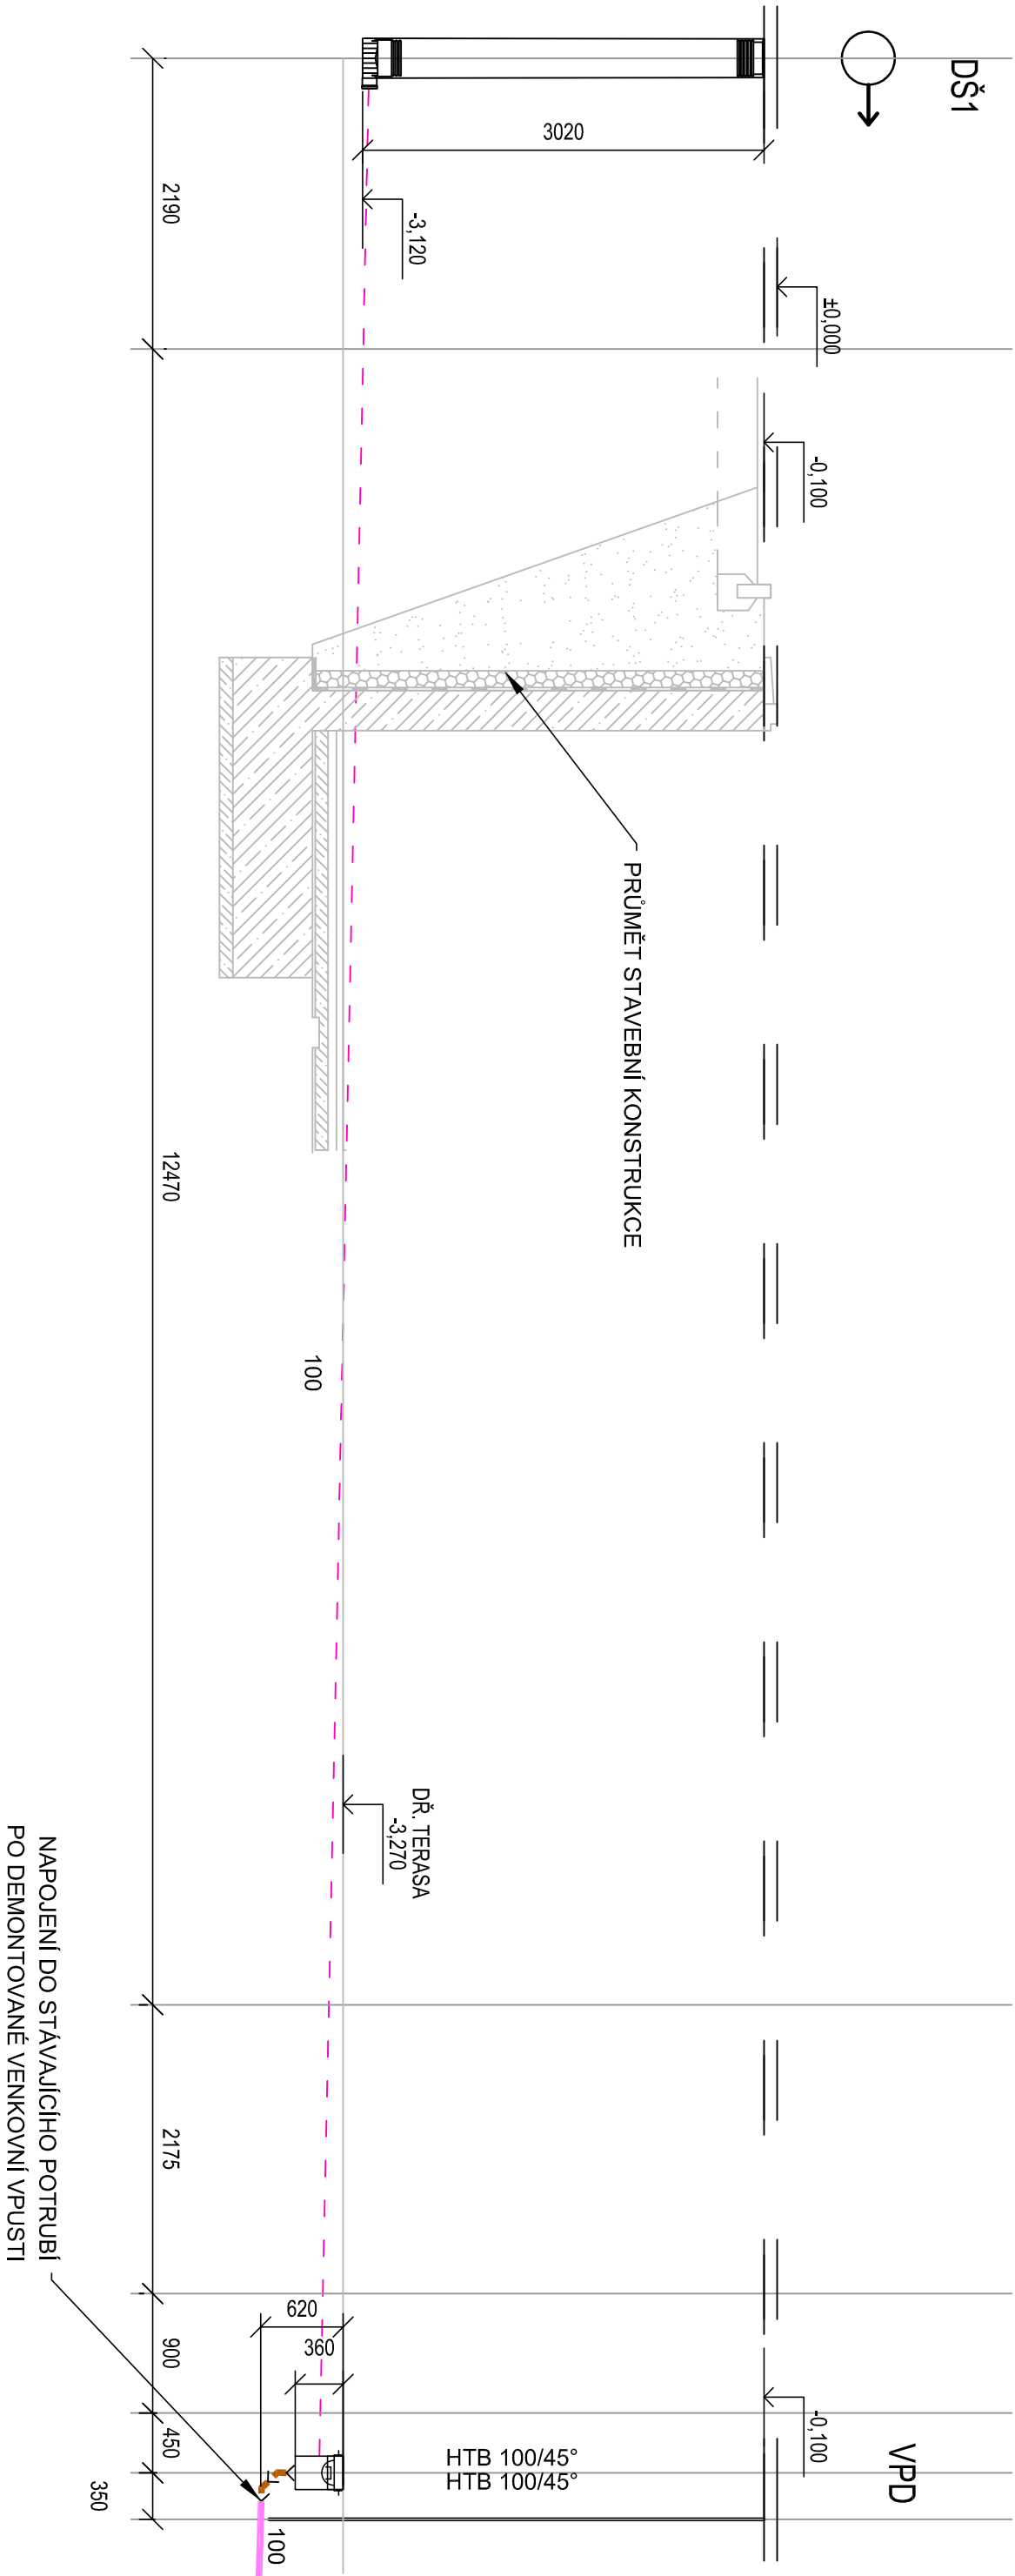 DŠ1
3020
-3,120
2190
±0,000
-0,100
PRŮMĚT STAVEBNÍ KONSTRUKCE
12470
100
DŘ. TERASA
-3,270
2175
NAPOJENÍ DO STÁVAJÍCÍHO POTRUBÍ
PO DEMONTOVANÉ VENKOVNÍ VPUSTI
620
360
900
450
350
-0,100
VPD
HTB 100/45°
HTB 100/45°
100